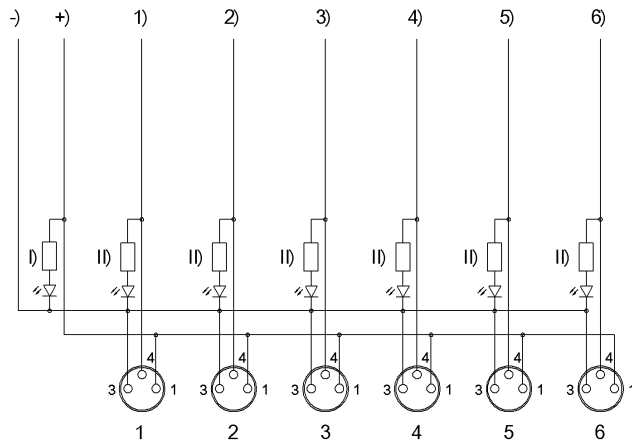 -) +) 1) 2) 3) 4) 5) 6)
I) II) II) II) II) II) II)
4 4 4 4 4 4
3 1 3 1 3 1 3 1 3 1 3 1
1 2 3 4 5 6